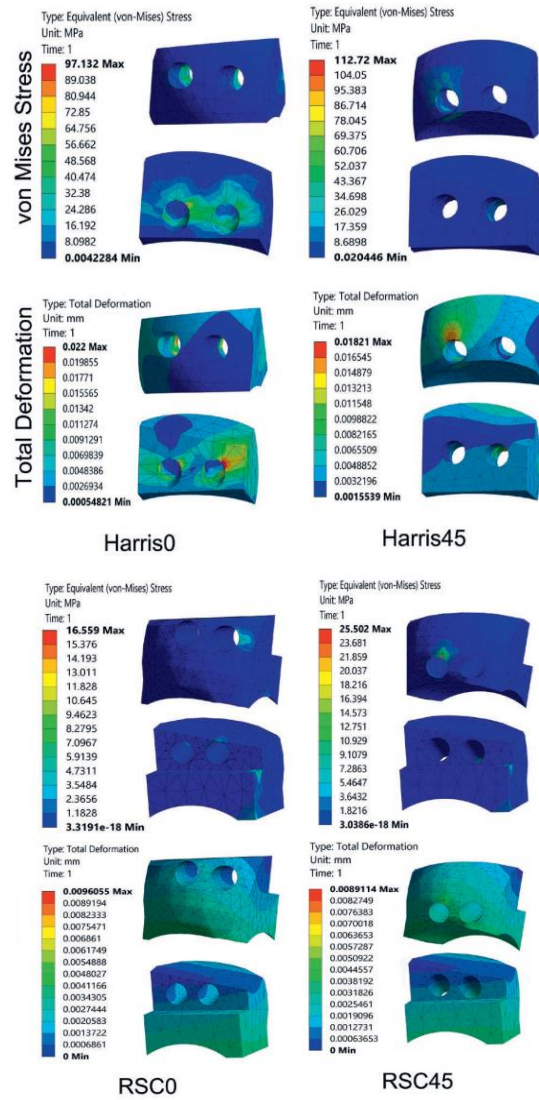 von Mises Stress
Type: Equivalent (von-Mises) Stress
Unit: MPa
Time: 1
97.132 Max
89.038
80.944
72.85
64.756
56.662
48.568
40.474
32.38
24.286
16.192
8.0982
0.0042284 Min
Type: Equivalent (von-Mises) Stress
Unit: MPa
Time: 1
112.72 Max
104.05
95.383
86.714
78.045
69.375
60.706
52.037
43.367
34.698
26.029
17.359
8.6898
0.020446 Min
Total Deformation
Type: Total Deformation
Unit: mm
Time: 1
0.022 Max
0.019855
0.01771
0.015565
0.01342
0.011274
0.0091291
0.0069839
0.0048386
0.0026934
0.00054821 Min
Type: Total Deformation
Unit: mm
Time: 1
0.01821 Max
0.016545
0.014879
0.013213
0.011548
0.0098822
0.0082165
0.0065509
0.0048852
0.0032196
0.0015539 Min
Harris0
Harris45
Type: Equivalent (von-Mises) Stress
Unit: MPa
Time: 1
16.559 Max
15.376
14.193
13.011
11.828
10.645
9.4623
8.2795
7.0967
5.9139
4.7311
3.5484
2.3656
1.1828
3.3191e-18 Min
Type: Equivalent (von-Mises) Stress
Unit: MPa
Time: 1
25.502 Max
23.681
21.859
20.037
18.216
16.394
14.573
12.751
10.929
9.1079
7.2863
5.4647
3.6432
1.8216
3.0386e-18 Min
Type: Total Deformation
Unit: mm
Time: 1
0.0096055 Max
0.0089194
0.0082333
0.0075471
0.006861
0.0061749
0.0054888
0.0048027
0.0041166
0.0034305
0.0027444
0.0020583
0.0013722
0.0006861
0 Min
Type: Total Deformation
Unit: mm
Time: 1
0.0089114 Max
0.0082749
0.0076383
0.0070018
0.0063653
0.0057287
0.0050922
0.0044557
0.0038192
0.0031826
0.0025461
0.0019096
0.0012731
0.00063653
0 Min
RSC0
RSC45